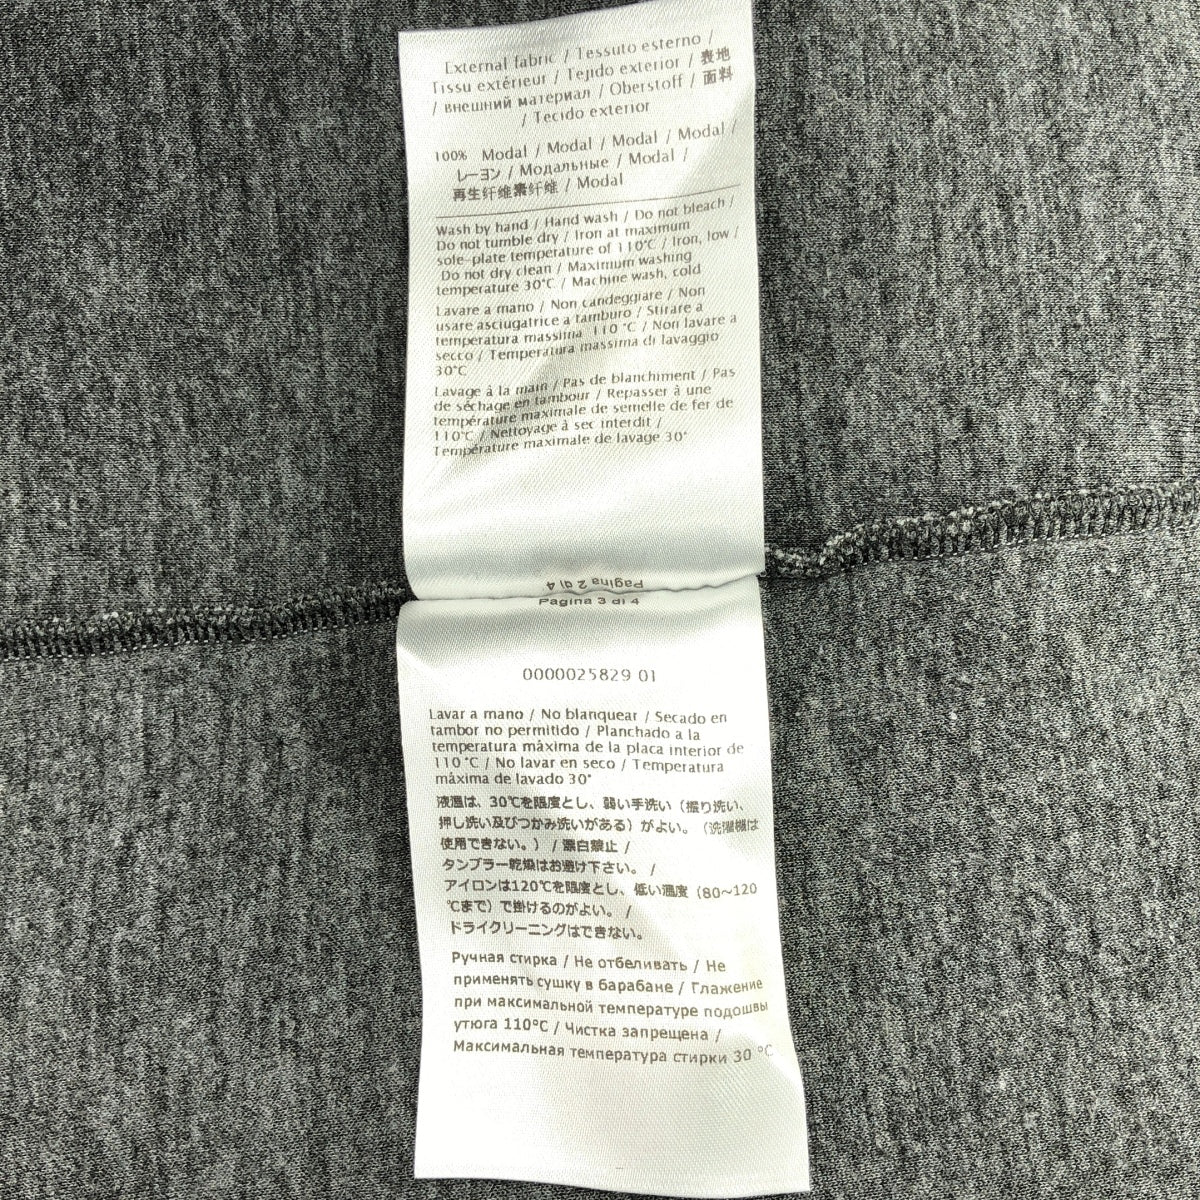 External fabric / Tessuto esterno /
Tissu extérieur / Tejido exterior / 表地
/ внешний материал / Oberstoff / 面料
/ Tecido exterior
100% Modal / Modal / Modal / Modal /
レーヨン / Модальные / Modal /
再生纤维素纤维 / Modal
Wash by hand / Hand wash / Do not bleach /
Do not tumble dry / Iron at maximum
sole-plate temperature of 110°C / Iron, low /
Do not dry clean / Maximum washing
temperature 30°C / Machine wash, cold
Lavare a mano / Non candeggiare / Non
usare asciugatrice a tamburo / Stirare a
temperatura massima 110 °C / Non lavare a
secco / Temperatura massima di lavaggio
30°C
Lavage à la main / Pas de blanchiment / Pas
de séchage en tambour / Repasser à une
température maximale de semelle de fer de
110°C / Nettoyage à sec interdit /
Température maximale de lavage 30°
Pagina 2 di 4
Pagina 3 di 4
0000025829 01
Lavar a mano / No blanquear / Secado en
tambor no permitido / Planchado a la
temperatura máxima de la placa interior de
110 °C / No lavar en seco / Temperatura
máxima de lavado 30°
液温は、30℃を限度とし、弱い手洗い（振り洗い、
押し洗い及びつかみ洗いがある）がよい。（洗濯機は
使用できない。） / 漂白禁止 /
タンブラー乾燥はお避け下さい。 /
アイロンは120℃を限度とし、低い温度（80～120
℃まで）で掛けるのがよい。 /
ドライクリーニングはできない。
Ручная стирка / Не отбеливать / Не
применять сушку в барабане / Глажение
при максимальной температуре подошвы
утюга 110°C / Чистка запрещена /
Максимальная температура стирки 30 °C